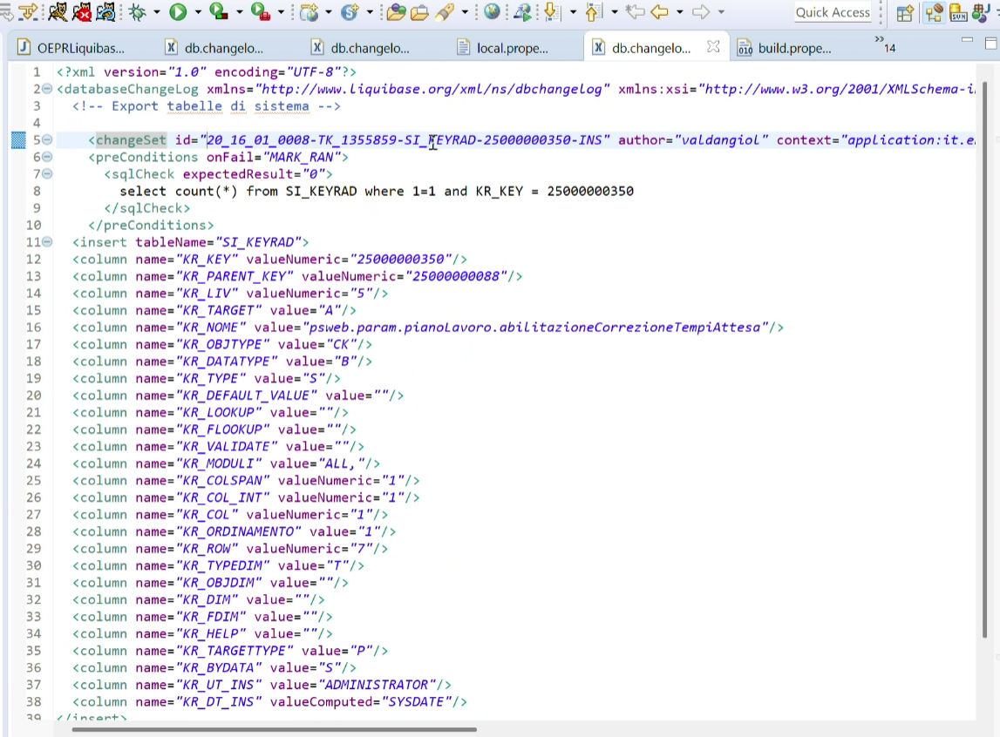 Quick Access
OEPRLiquibas... db.changelo... db.changelo... local.prope... db.changelo... build.prope... »14
1 <?xml version="1.0" encoding="UTF-8"?>
2 <databaseChangeLog xmlns="http://www.liquibase.org/xml/ns/dbchangelog" xmlns:xsi="http://www.w3.org/2001/XMLSchema-i
3 <!-- Export tabelle di sistema -->
4
5 <changeSet id="20_16_01_0008-TK_1355859-SI_KEYRAD-25000000350-INS" author="valdangiol" context="application:it.e
6 <preConditions onFail="MARK_RAN">
7 <sqlCheck expectedResult="0">
8 select count(*) from SI_KEYRAD where 1=1 and KR_KEY = 25000000350
9 </sqlCheck>
10 </preConditions>
11 <insert tableName="SI_KEYRAD">
12 <column name="KR_KEY" valueNumeric="25000000350"/>
13 <column name="KR_PARENT_KEY" valueNumeric="25000000088"/>
14 <column name="KR_LIV" valueNumeric="5"/>
15 <column name="KR_TARGET" value="A"/>
16 <column name="KR_NOME" value="psweb.param.pianoLavoro.abilitazioneCorrezioneTempiAttesa"/>
17 <column name="KR_OBJTYPE" value="CK"/>
18 <column name="KR_DATATYPE" value="B"/>
19 <column name="KR_TYPE" value="S"/>
20 <column name="KR_DEFAULT_VALUE" value=""/>
21 <column name="KR_LOOKUP" value=""/>
22 <column name="KR_FLOOKUP" value=""/>
23 <column name="KR_VALIDATE" value=""/>
24 <column name="KR_MODULI" value="ALL,"/>
25 <column name="KR_COLSPAN" valueNumeric="1"/>
26 <column name="KR_COL_INT" valueNumeric="1"/>
27 <column name="KR_COL" valueNumeric="1"/>
28 <column name="KR_ORDINAMENTO" value="1"/>
29 <column name="KR_ROW" valueNumeric="7"/>
30 <column name="KR_TYPEDIM" value="T"/>
31 <column name="KR_OBJDIM" value=""/>
32 <column name="KR_DIM" value=""/>
33 <column name="KR_FDIM" value=""/>
34 <column name="KR_HELP" value=""/>
35 <column name="KR_TARGETTYPE" value="P"/>
36 <column name="KR_BYDATA" value="S"/>
37 <column name="KR_UT_INS" value="ADMINISTRATOR"/>
38 <column name="KR_DT_INS" valueComputed="SYSDATE"/>
39 </insert>